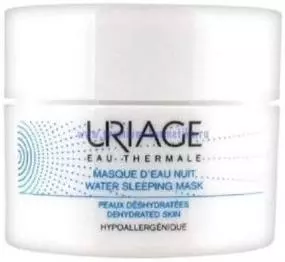 URIAGE
EAU THERMALE
MASQUE D'EAU NUIT
WATER SLEEPING MASK
PEAUX DÉSHYDRATÉES
DEHYDRATED SKIN
HYPOALLERGÉNIQUE